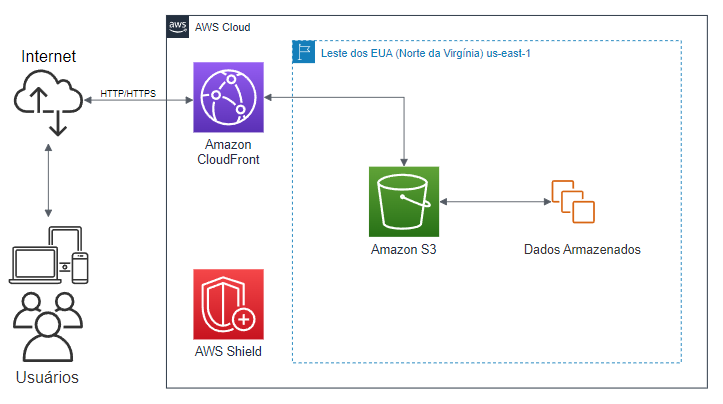 aws
AWS Cloud
Leste dos EUA (Norte da Virgínia) us-east-1
Internet
HTTP/HTTPS
Amazon
CloudFront
Amazon S3
Dados Armazenados
AWS Shield
Usuários